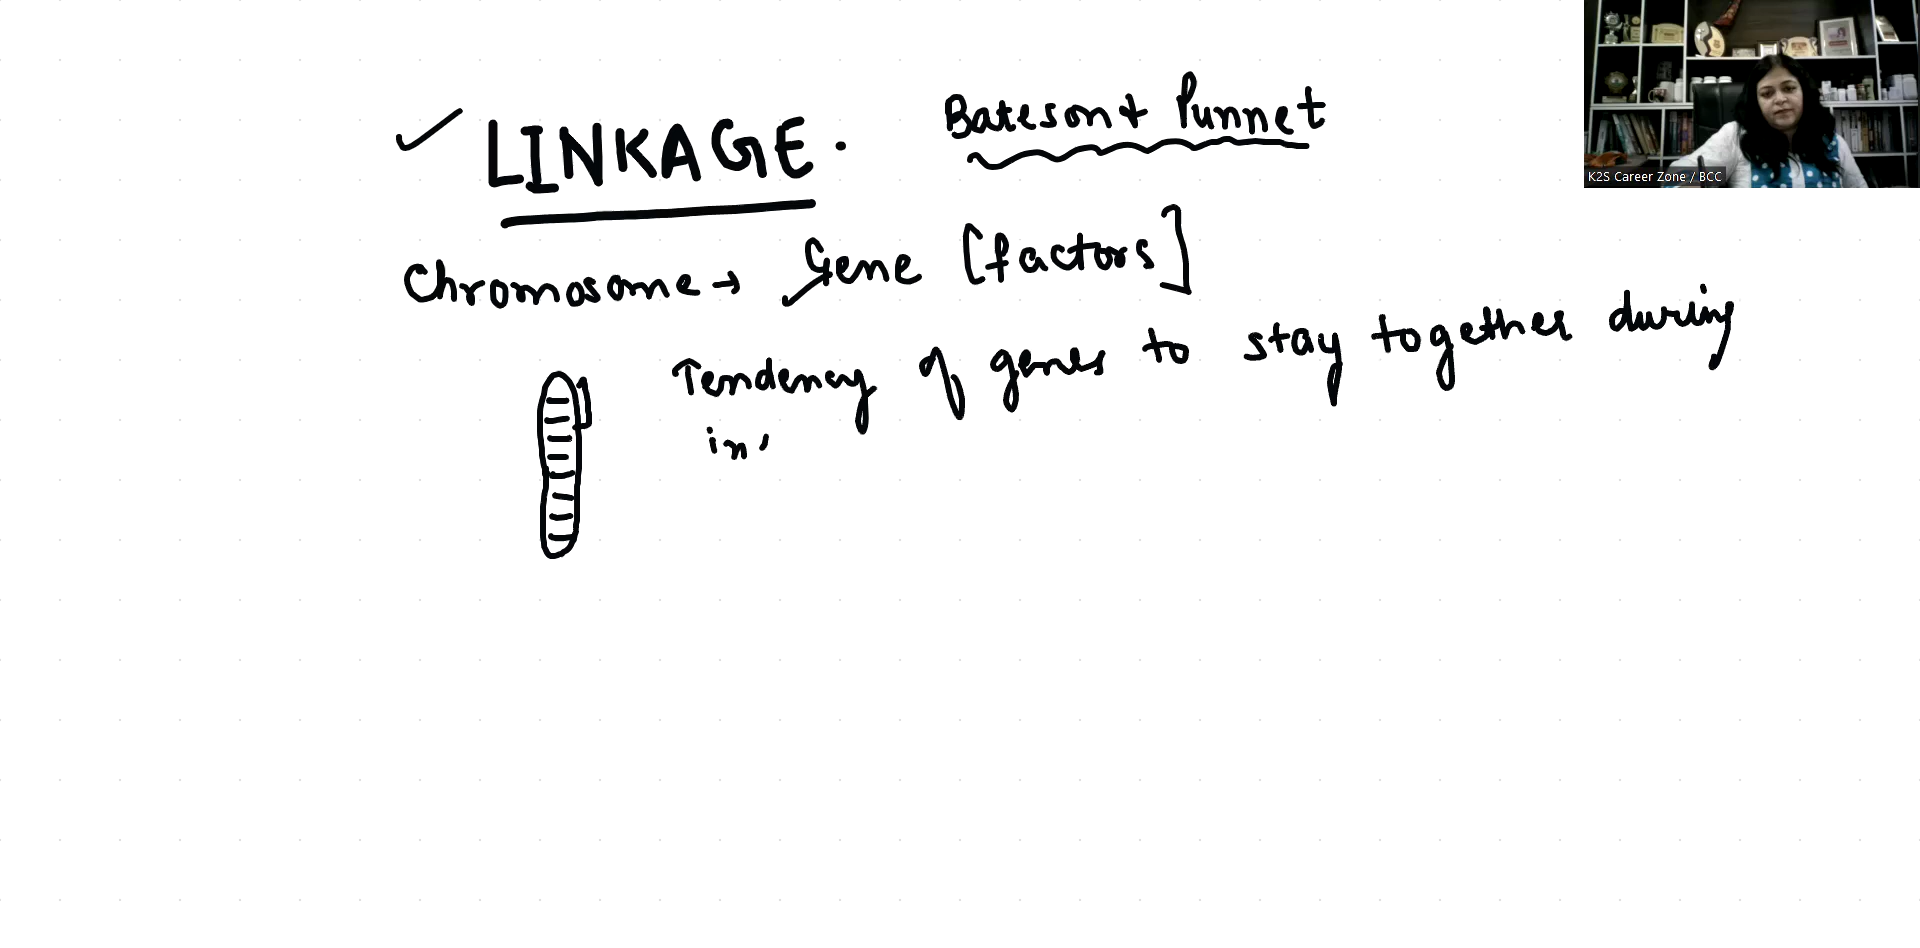 LINKAGE. Bateson + Punnet
Chromosome → Gene [factors]
Tendency of genes to stay together during
in
K2S Career Zone / BCC